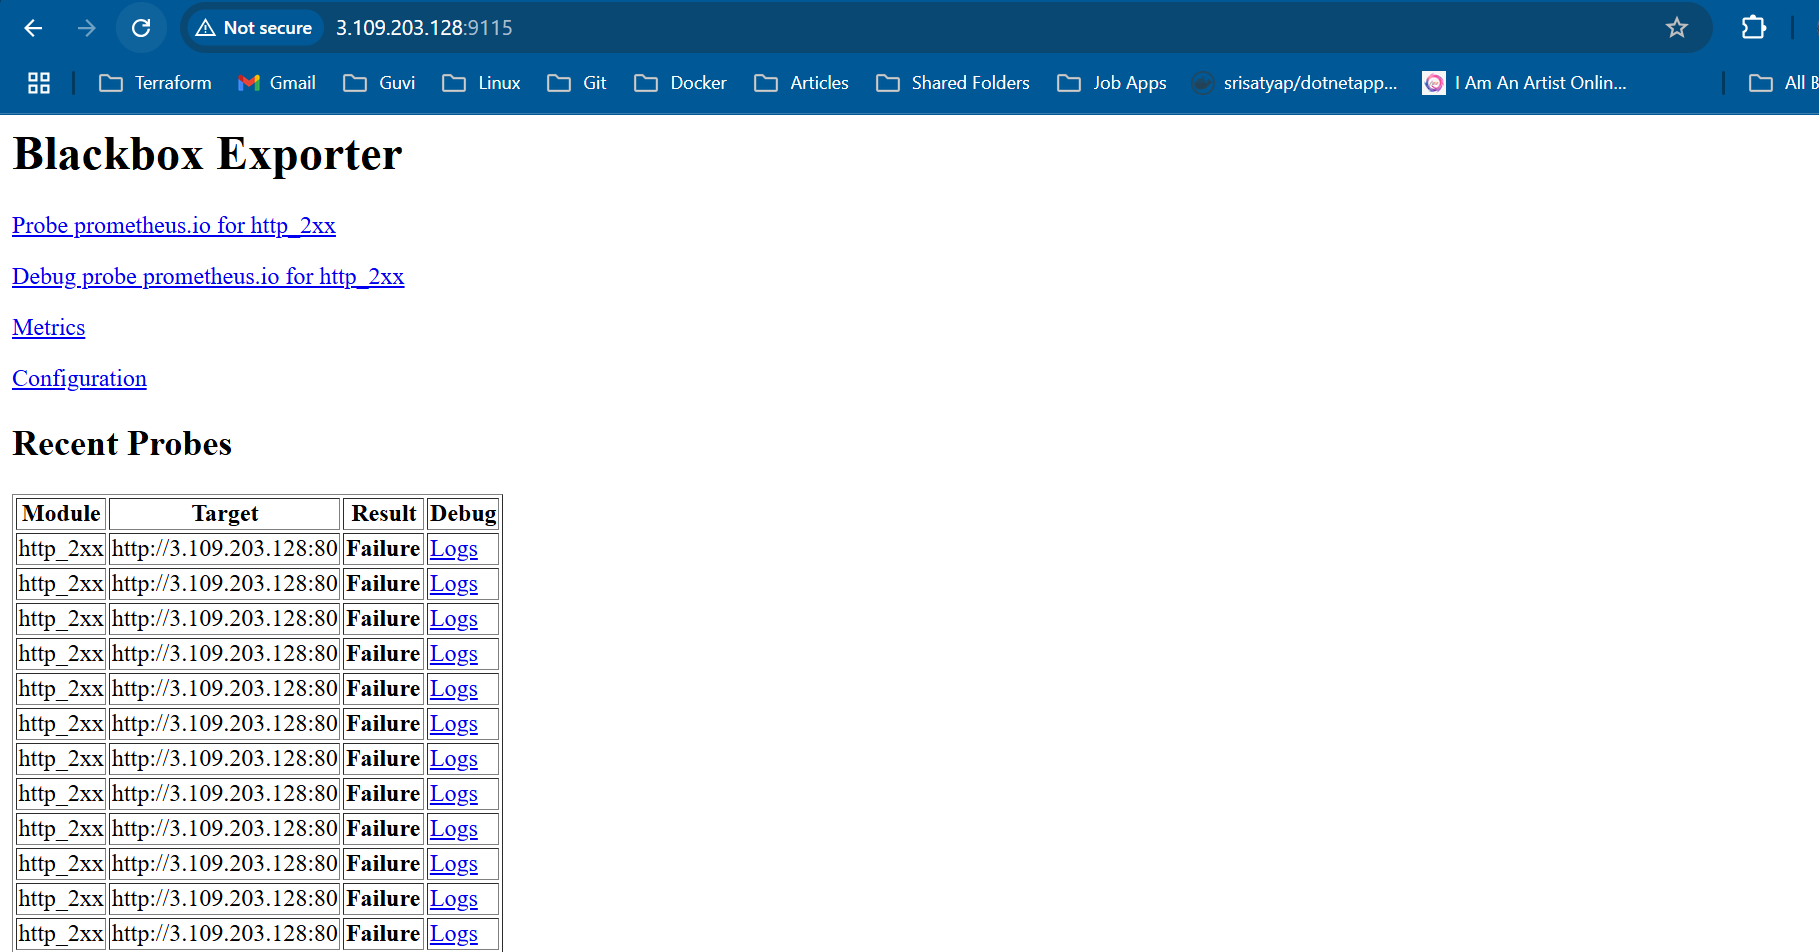 Not secure 3.109.203.128:9115
Terraform Gmail Guvi Linux Git Docker Articles Shared Folders Job Apps srisatyap/dotnetapp... I Am An Artist Onlin... All B
Blackbox Exporter
Probe prometheus.io for http_2xx
Debug probe prometheus.io for http_2xx
Metrics
Configuration
Recent Probes
Module Target Result Debug
http_2xx http://3.109.203.128:80 Failure Logs
http_2xx http://3.109.203.128:80 Failure Logs
http_2xx http://3.109.203.128:80 Failure Logs
http_2xx http://3.109.203.128:80 Failure Logs
http_2xx http://3.109.203.128:80 Failure Logs
http_2xx http://3.109.203.128:80 Failure Logs
http_2xx http://3.109.203.128:80 Failure Logs
http_2xx http://3.109.203.128:80 Failure Logs
http_2xx http://3.109.203.128:80 Failure Logs
http_2xx http://3.109.203.128:80 Failure Logs
http_2xx http://3.109.203.128:80 Failure Logs
http_2xx http://3.109.203.128:80 Failure Logs